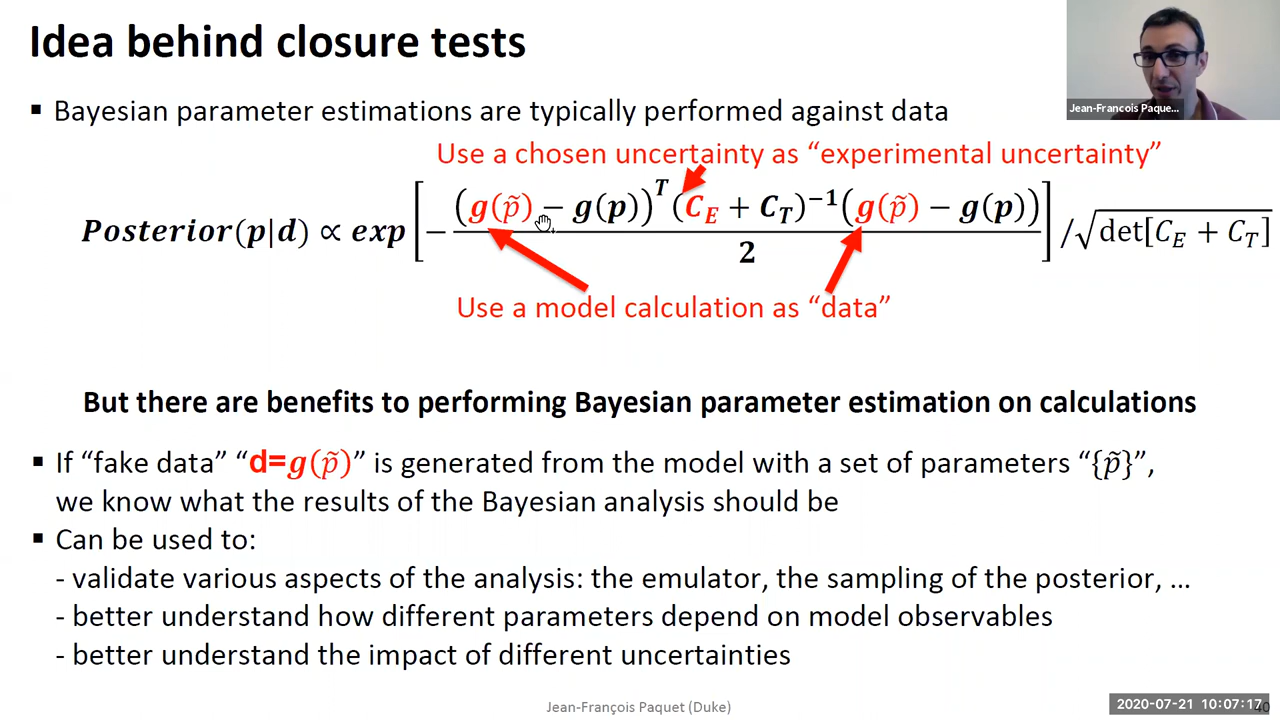 Idea behind closure tests
Jean-Francois Paque...
▪ Bayesian parameter estimations are typically performed against data
Use a chosen uncertainty as “experimental uncertainty”
Posterior(p|d) ∝ exp [− (g(p̃) − g(p))ᵀ (C_E + C_T)⁻¹ (g(p̃) − g(p)) / 2] / √det[C_E + C_T]
Use a model calculation as “data”
But there are benefits to performing Bayesian parameter estimation on calculations
▪ If “fake data” “d=g(p̃)” is generated from the model with a set of parameters “{p̃}”,
we know what the results of the Bayesian analysis should be
▪ Can be used to:
- validate various aspects of the analysis: the emulator, the sampling of the posterior, ...
- better understand how different parameters depend on model observables
- better understand the impact of different uncertainties
Jean-François Paquet (Duke)
2020-07-21 10:07:17